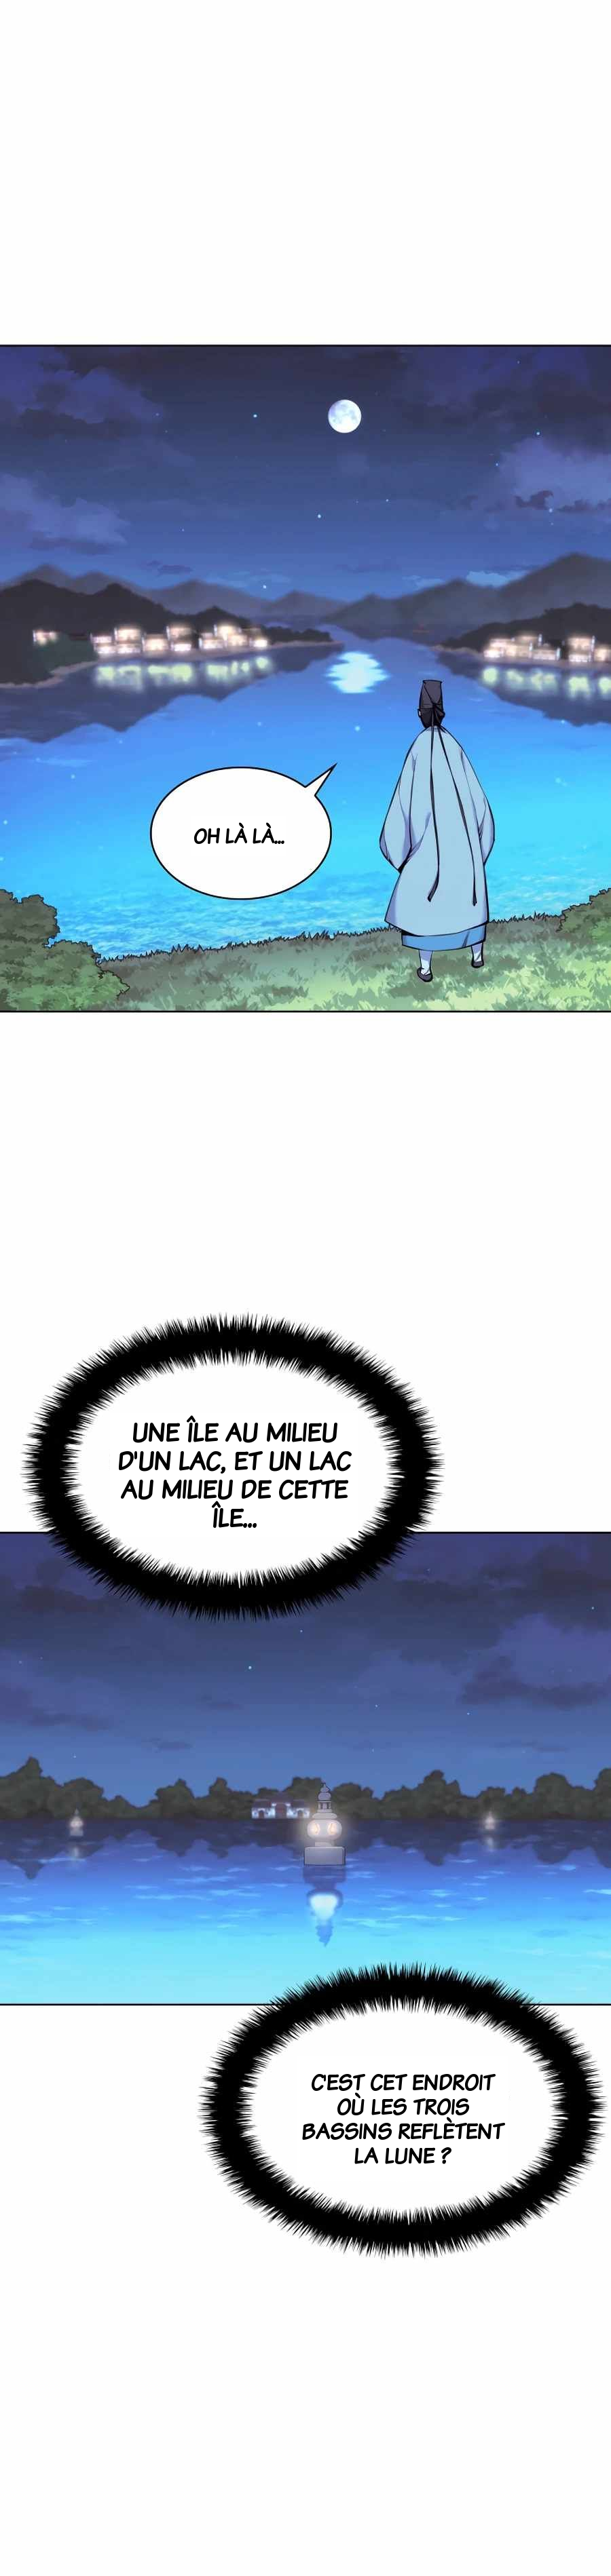 OH LÀ LÀ...
UNE ÎLE AU MILIEU
D'UN LAC, ET UN LAC
AU MILIEU DE CETTE
ÎLE...
C'EST CET ENDROIT
OÙ LES TROIS
BASSINS REFLÈTENT
LA LUNE ?